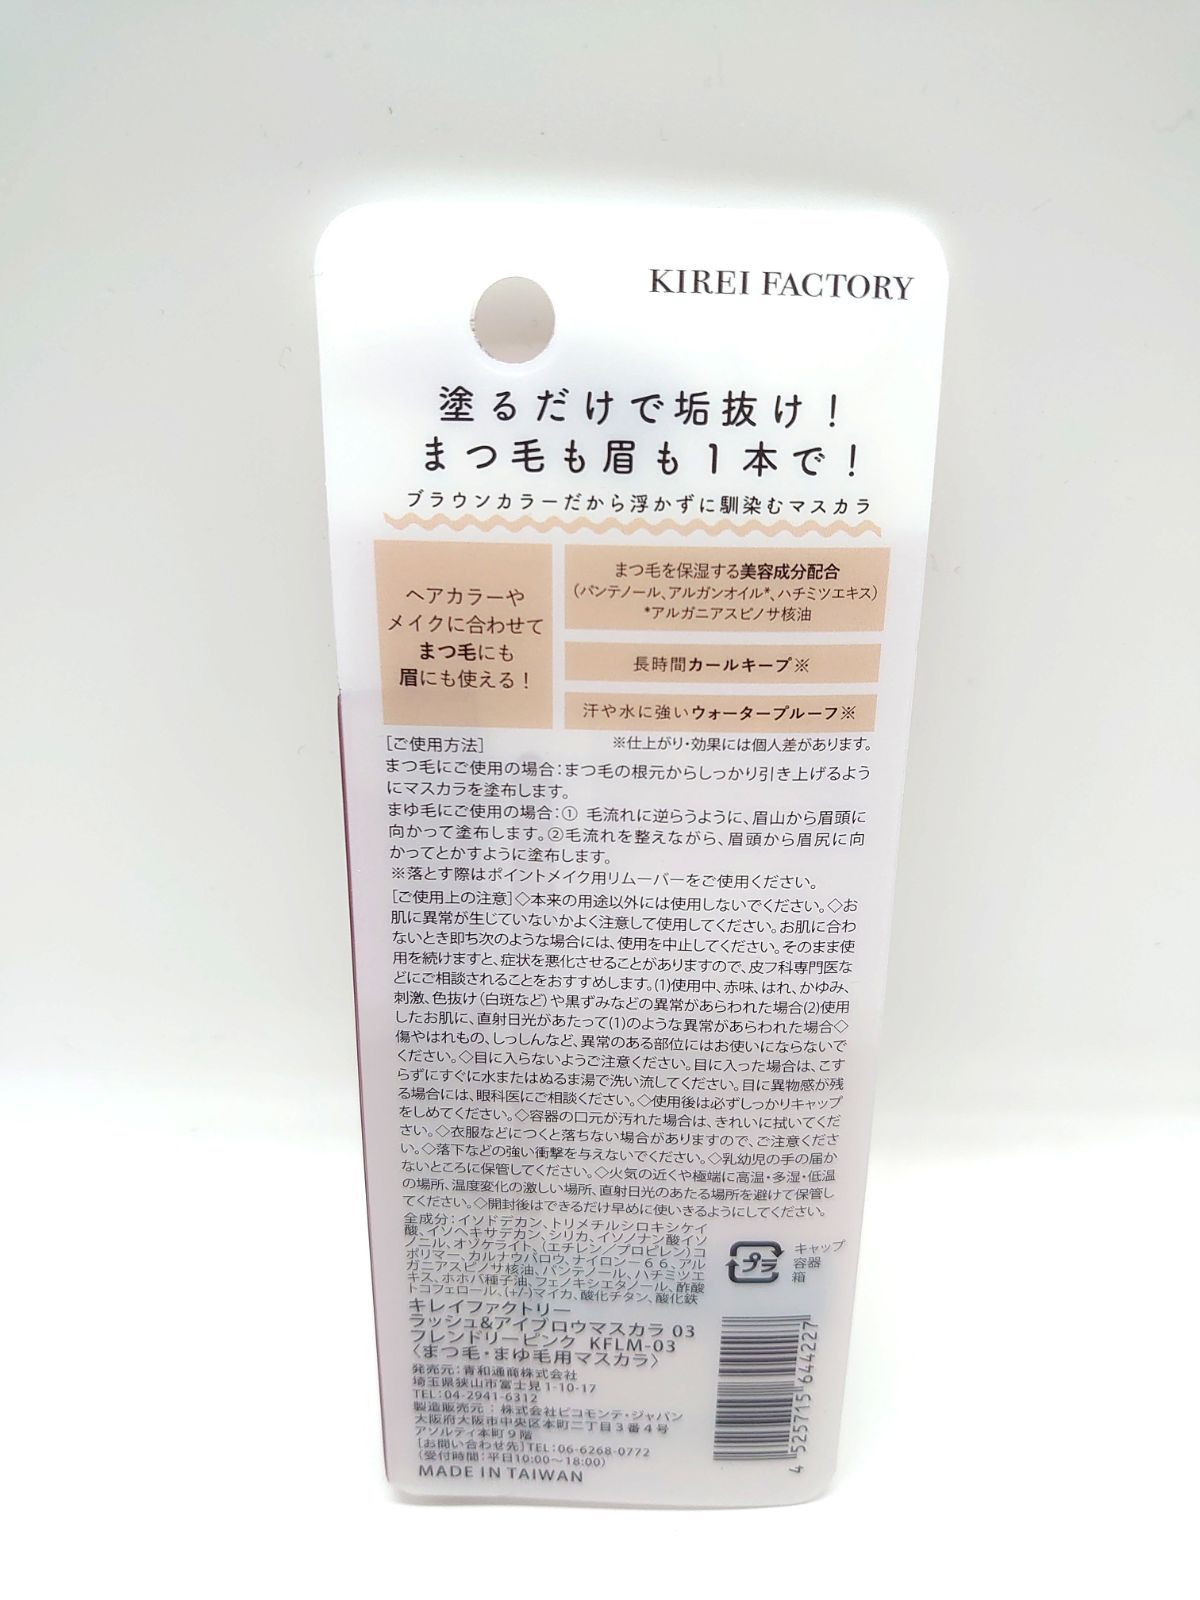 KIREI FACTORY
塗るだけで垢抜け！
まつ毛も眉も1本で！
ブラウンカラーだから浮かずに馴染むマスカラ
ヘアカラーや
メイクに合わせて
まつ毛にも
眉にも使える！
まつ毛を保湿する美容成分配合
(パンテノール、アルガンオイル*、ハチミツエキス)
*アルガニアスピノサ核油
長時間カールキープ※
汗や水に強いウォータープルーフ※
※仕上がり・効果には個人差があります。
[ご使用方法]
まつ毛にご使用の場合：まつ毛の根元からしっかり引き上げるよう
にマスカラを塗布します。
まゆ毛にご使用の場合：① 毛流れに逆らうように、眉山から眉頭に
向かって塗布します。②毛流れを整えながら、眉頭から眉尻に向
かってとかすように塗布します。
※落とす際はポイントメイク用リムーバーをご使用ください。
[ご使用上の注意]◇本来の用途以外には使用しないでください。◇お
肌に異常が生じていないかよく注意して使用してください。お肌に合わ
ないとき即ち次のような場合には、使用を中止してください。そのまま使
用を続けますと、症状を悪化させることがありますので、皮フ科専門医な
どにご相談されることをおすすめします。(1)使用中、赤味、はれ、かゆみ、
刺激、色抜け(白斑など)や黒ずみなどの異常があらわれた場合(2)使用
したお肌に、直射日光があたって(1)のような異常があらわれた場合◇
傷やはれもの、しっしんなど、異常のある部位にはお使いにならないで
ください。◇目に入らないようご注意ください。目に入った場合は、こす
らずにすぐに水またはぬるま湯で洗い流してください。目に異物感が残
る場合には、眼科医にご相談ください。◇使用後は必ずしっかりキャップ
をしめてください。◇容器の口元が汚れた場合は、きれいに拭いてくだ
さい。◇衣服などにつくと落ちない場合がありますので、ご注意くださ
い。◇落下などの強い衝撃を与えないでください。◇乳幼児の手の届か
ないところに保管してください。◇火気の近くや極端に高温・多湿・低温
の場所、温度変化の激しい場所、直射日光のあたる場所を避けて保管し
てください。◇開封後はできるだけ早めに使いきるようにしてください。
全成分：イソドデカン、トリメチルシロキシケイ
酸、イソヘキサデカン、シリカ、イソノナン酸イソ
ノニル、オゾケライト、(エチレン／プロピレン)コ
ポリマー、カルナウバロウ、ナイロン－６６、アル
ガニアスピノサ核油、パンテノール、ハチミツエ
キス、ホホバ種子油、フェノキシエタノール、酢酸
トコフェロール、(+/-)マイカ、酸化チタン、酸化鉄
プラ
キャップ
容器
箱
キレイファクトリー
ラッシュ&アイブロウマスカラ 03
フレンドリーピンク KFLM-03
〈まつ毛・まゆ毛用マスカラ〉
発売元：青和通商株式会社
埼玉県狭山市富士見1-10-17
TEL：04-2941-6312
製造販売元：株式会社ピコモンテ・ジャパン
大阪府大阪市中央区本町二丁目３番４号
アソルティ本町９階
[お問い合わせ先]TEL：06-6268-0772
(受付時間：平日10:00～18:00)
MADE IN TAIWAN
4 525715 644227